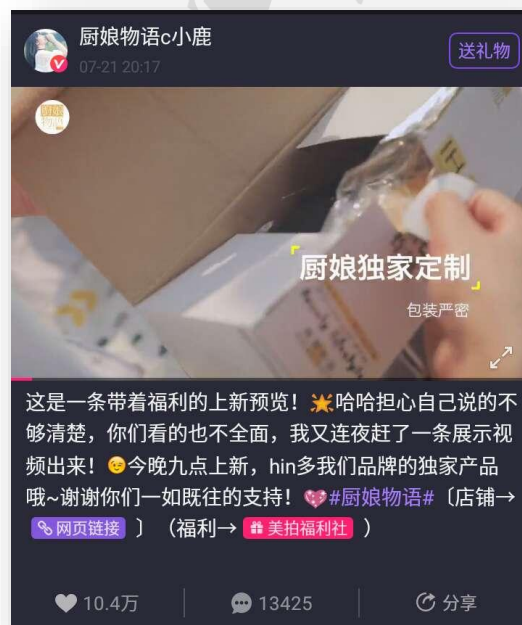 厨娘物语c小鹿
07-21 20:17
送礼物
厨娘物语
厨娘独家定制
包装严密
这是一条带着福利的上新预览！🌟哈哈担心自己说的不
够清楚，你们看的也不全面，我又连夜赶了一条展示视
频出来！😉今晚九点上新，hin多我们品牌的独家产品
哦~谢谢你们一如既往的支持！💖#厨娘物语#〔店铺→
网页链接 〕（福利→ 美拍福利社 ）
10.4万
13425
分享